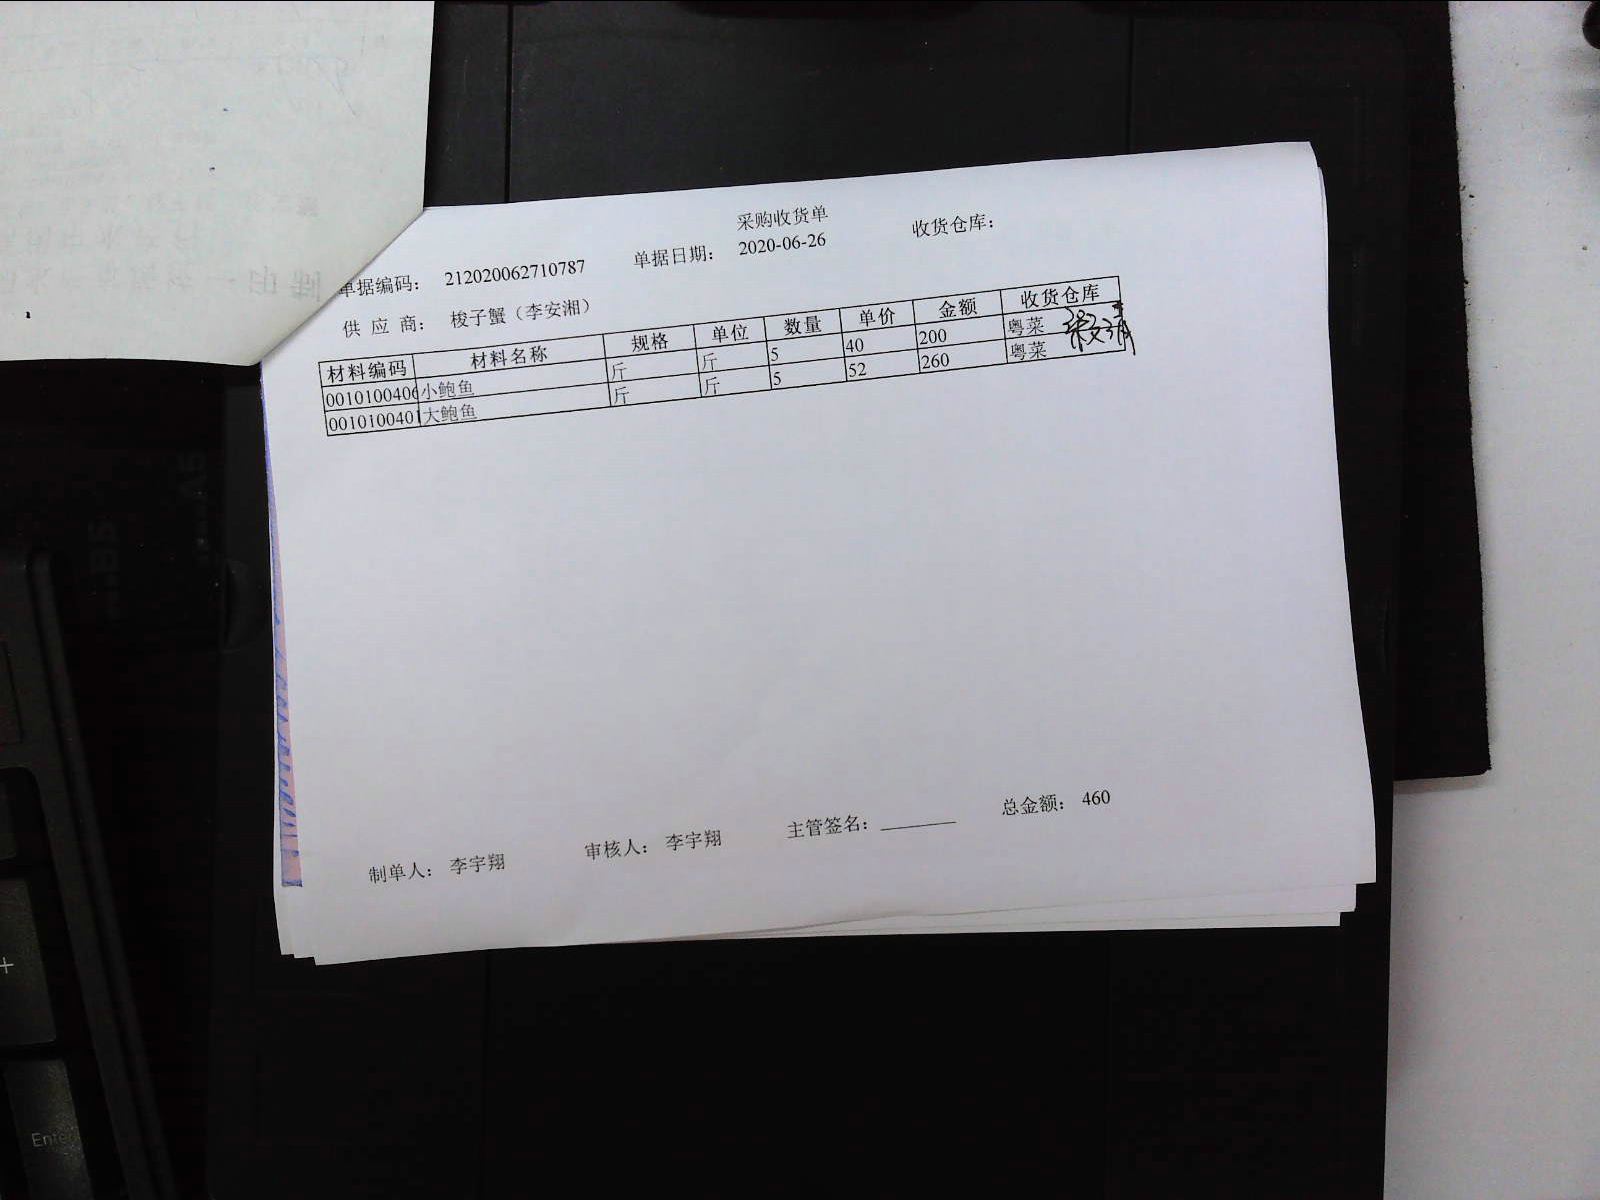 采购收货单
单据编码： 212020062710787 单据日期： 2020-06-26 收货仓库：
供 应 商： 梭子蟹（李安湘）
材料编码 材料名称 规格 单位 数量 单价 金额 收货仓库
0010100406 小鲍鱼 斤 斤 5 40 200 粤菜
0010100401 大鲍鱼 斤 斤 5 52 260 粤菜
制单人： 李宇翔 审核人： 李宇翔 主管签名： 总金额： 460
+
Enter